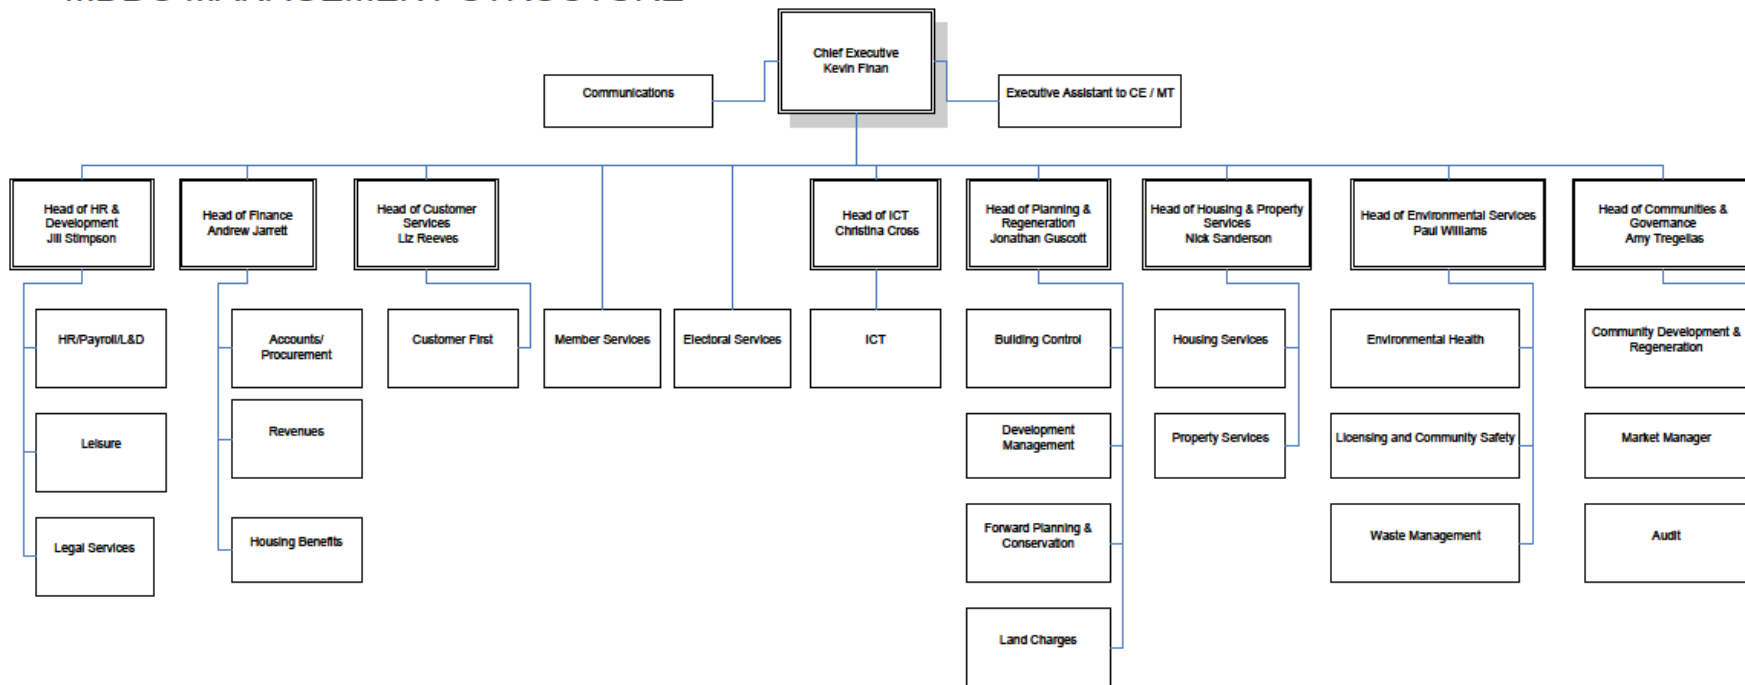 MANAGEMENT STRUCTURE
Chief Executive
Kevin Finan
Communications
Executive Assistant to CE / MT
Head of HR &
Development
Jill Stimpson
Head of Finance
Andrew Jarrett
Head of Customer
Services
Liz Reeves
Head of ICT
Christina Cross
Head of Planning &
Regeneration
Jonathan Guscott
Head of Housing & Property
Services
Nick Sanderson
Head of Environmental Services
Paul Williams
Head of Communities &
Governance
Amy Tregellas
HR/Payroll/L&D
Accounts/
Procurement
Customer First
Member Services
Electoral Services
ICT
Building Control
Housing Services
Environmental Health
Community Development &
Regeneration
Leisure
Revenues
Development
Management
Property Services
Licensing and Community Safety
Market Manager
Legal Services
Housing Benefits
Forward Planning &
Conservation
Waste Management
Audit
Land Charges